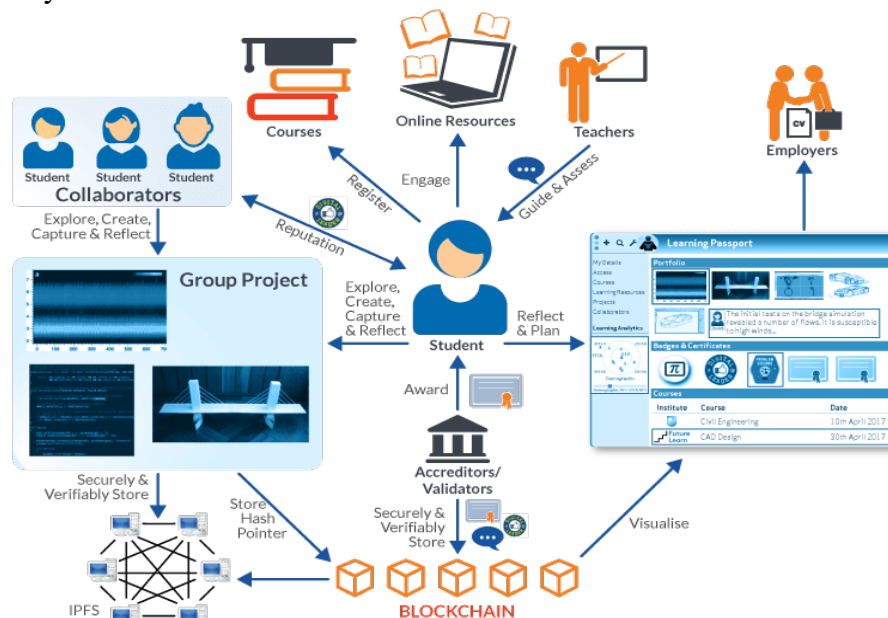 Courses
Online Resources
Teachers
Employers
CV
Student
Student
Student
Collaborators
Register
Engage
Guide & Assess
Reputation
Explore, Create,
Capture & Reflect
Group Project
Explore,
Create,
Capture
& Reflect
Student
Reflect
& Plan
Learning Passport
My Details
Access
Courses
Learning Resources
Projects
Collaborators
Learning Analytics
Demographic
Portfolio
The initial tests on the bridge simulation
revealed a number of flows. It is susceptible
to high winds...
Badges & Certificates
π
Courses
Institute Course Date
Civil Engineering 10th April 2017
Future
Learn
CAD Design 30th April 2017
Award
Accreditors/
Validators
Securely &
Verifiably Store
Store
Hash
Pointer
Securely &
Verifiably
Store
Visualise
IPFS
BLOCKCHAIN